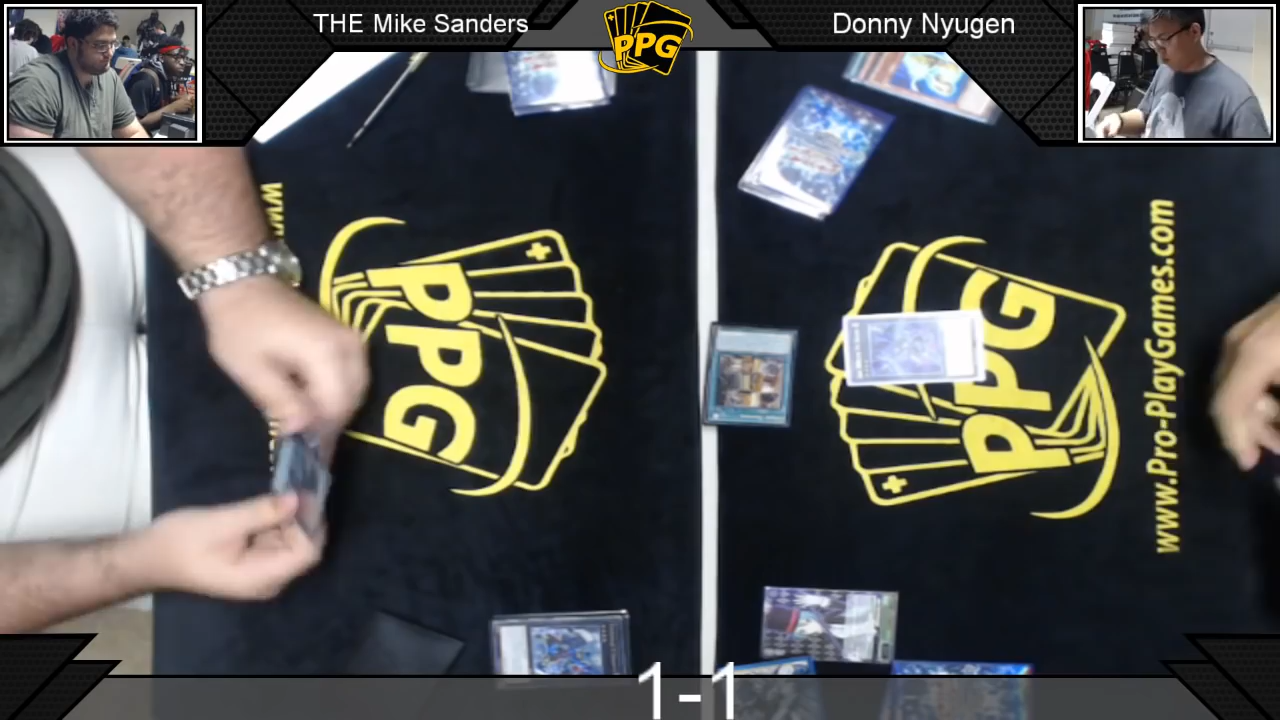 THE Mike Sanders
PPG
Donny Nyugen
PPG
PPG
www.Pro-PlayGames.com
1-1